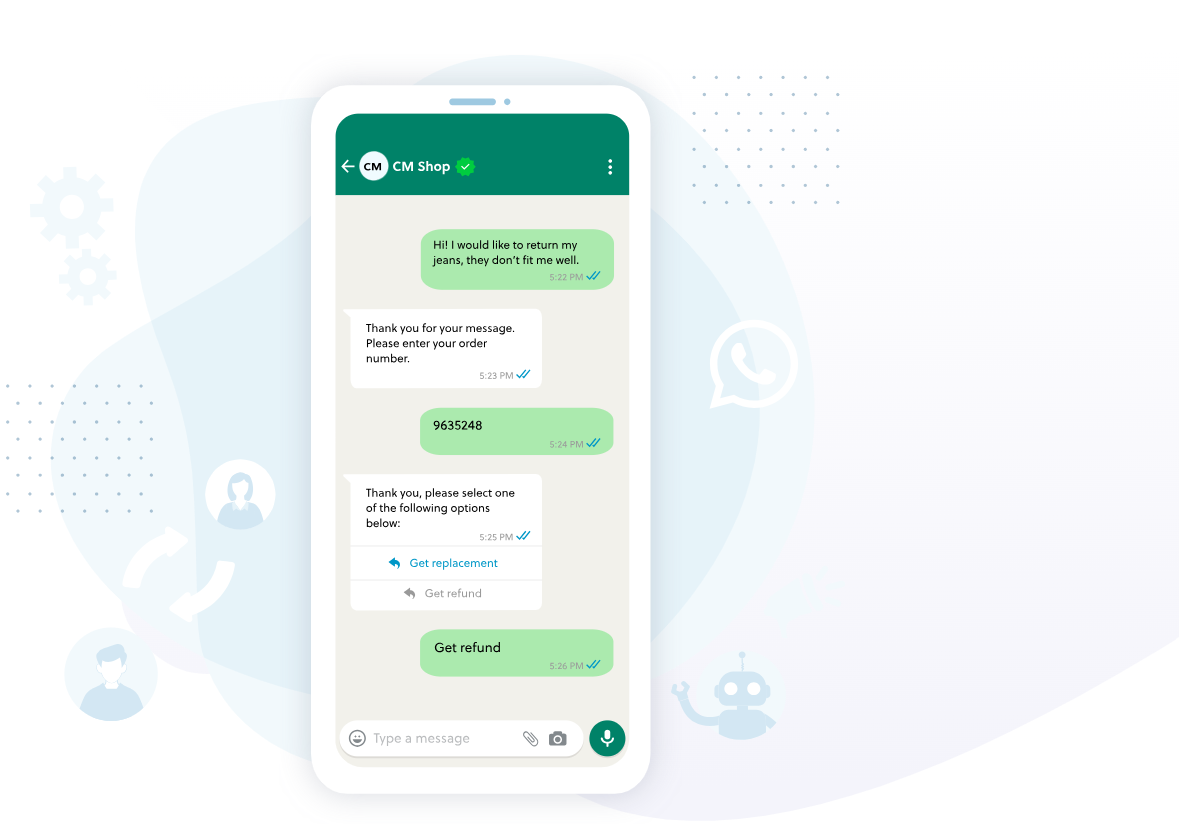 CM CM Shop
Hi! I would like to return my
jeans, they don’t fit me well.
5:22 PM
Thank you for your message.
Please enter your order
number.
5:23 PM
9635248
5:24 PM
Thank you, please select one
of the following options
below:
5:25 PM
Get replacement
Get refund
Get refund
5:26 PM
Type a message